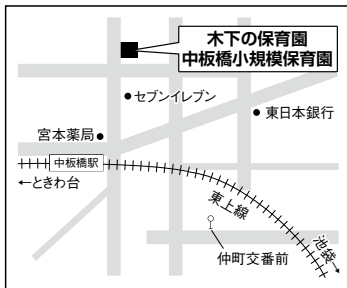 木下の保育園
中板橋小規模保育園
セブンイレブン
東日本銀行
宮本薬局
中板橋駅
←ときわ台
東上線
池袋→
仲町交番前